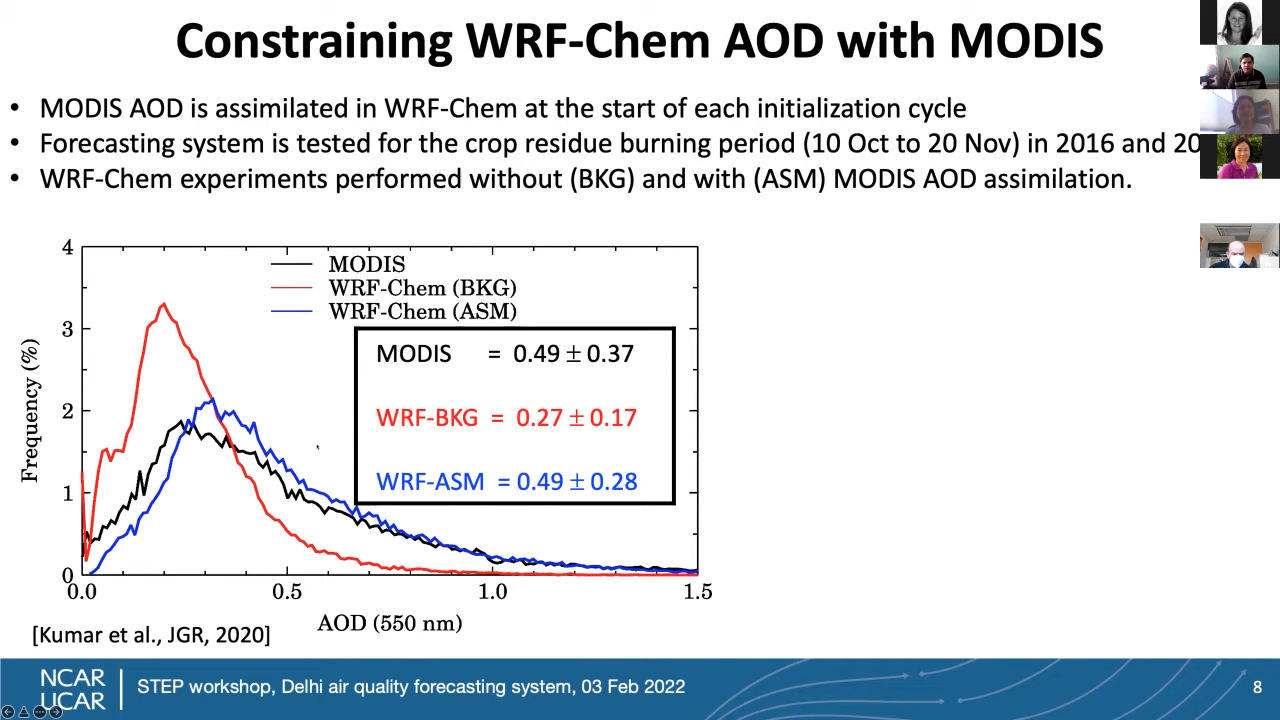 Constraining WRF-Chem AOD with MODIS
• MODIS AOD is assimilated in WRF-Chem at the start of each initialization cycle
• Forecasting system is tested for the crop residue burning period (10 Oct to 20 Nov) in 2016 and 20
• WRF-Chem experiments performed without (BKG) and with (ASM) MODIS AOD assimilation.
MODIS
WRF-Chem (BKG)
WRF-Chem (ASM)
MODIS = 0.49 ± 0.37
WRF-BKG = 0.27 ± 0.17
WRF-ASM = 0.49 ± 0.28
Frequency (%)
4
3
2
1
0
0.0 0.5 1.0 1.5
AOD (550 nm)
[Kumar et al., JGR, 2020]
NCAR
UCAR
STEP workshop, Delhi air quality forecasting system, 03 Feb 2022
8